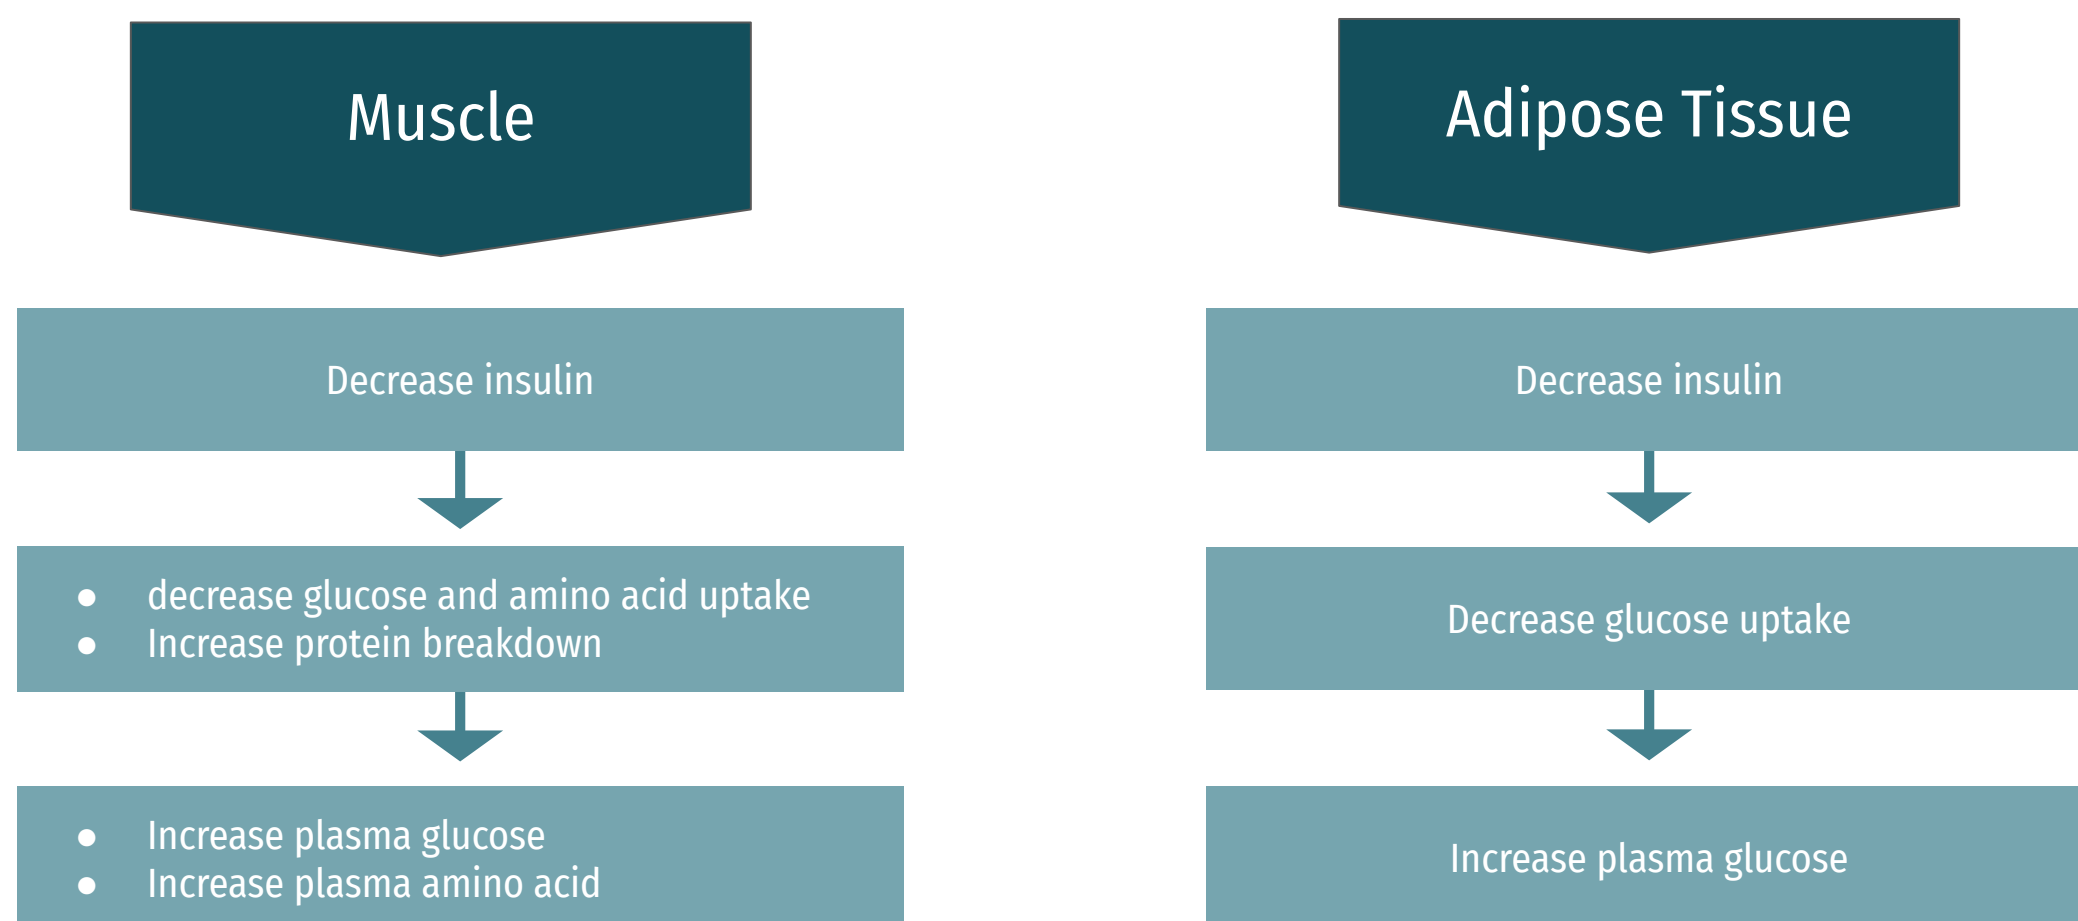 Muscle
Decrease insulin
● decrease glucose and amino acid uptake
● Increase protein breakdown
● Increase plasma glucose
● Increase plasma amino acid
Adipose Tissue
Decrease insulin
Decrease glucose uptake
Increase plasma glucose